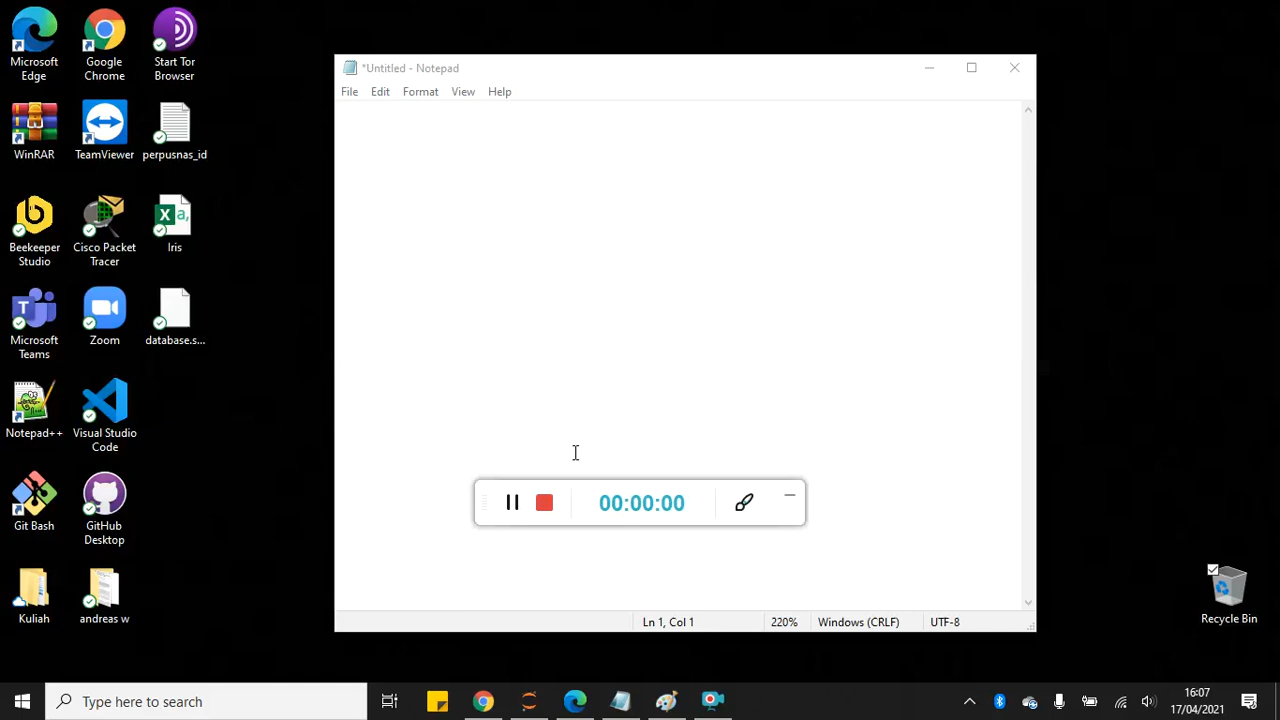 Microsoft
Edge
Google
Chrome
Start Tor
Browser
WinRAR
TeamViewer
perpusnas_id
Beekeeper
Studio
Cisco Packet
Tracer
Iris
Microsoft
Teams
Zoom
database.s...
Notepad++
Visual Studio
Code
Git Bash
GitHub
Desktop
Kuliah
andreas w
*Untitled - Notepad
File Edit Format View Help
00:00:00
Ln 1, Col 1 220% Windows (CRLF) UTF-8
Recycle Bin
Type here to search
16:07
17/04/2021